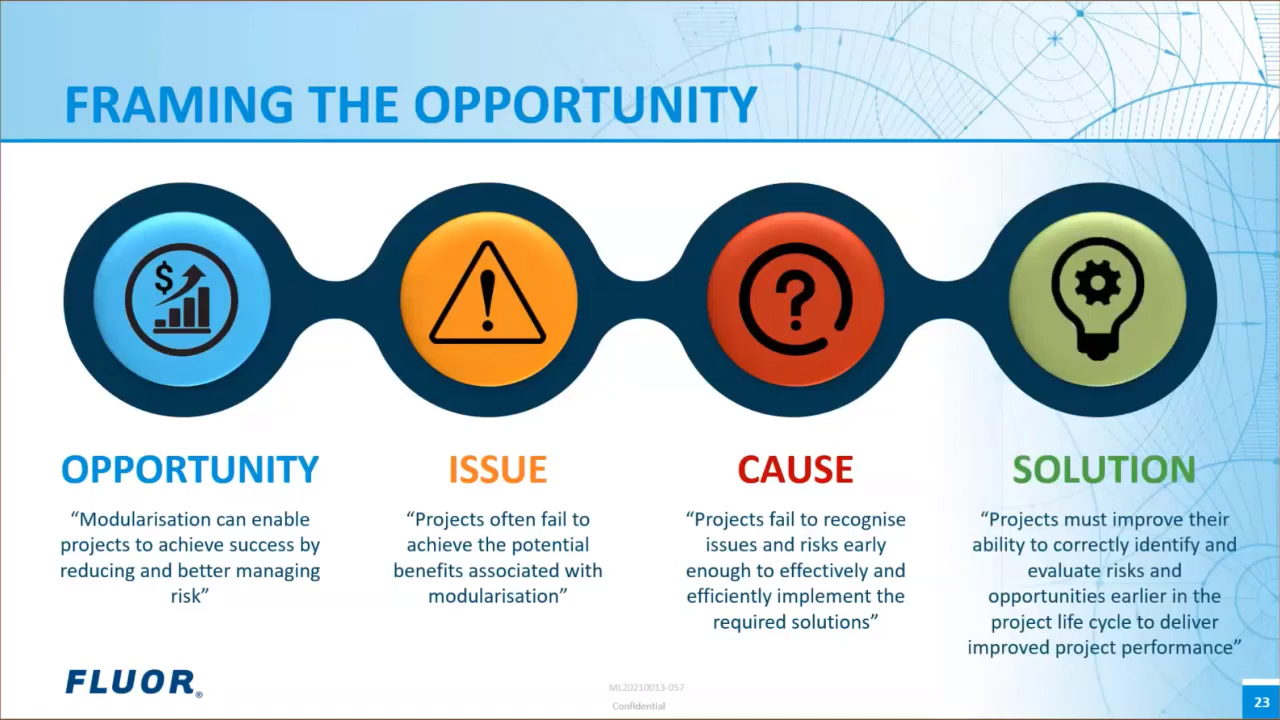 FRAMING THE OPPORTUNITY
$
!
?
OPPORTUNITY
“Modularisation can enable
projects to achieve success by
reducing and better managing
risk”
ISSUE
“Projects often fail to
achieve the potential
benefits associated with
modularisation”
CAUSE
“Projects fail to recognise
issues and risks early
enough to effectively and
efficiently implement the
required solutions”
SOLUTION
“Projects must improve their
ability to correctly identify and
evaluate risks and
opportunities earlier in the
project life cycle to deliver
improved project performance”
FLUOR®
ML20210013-057
Confidential
23